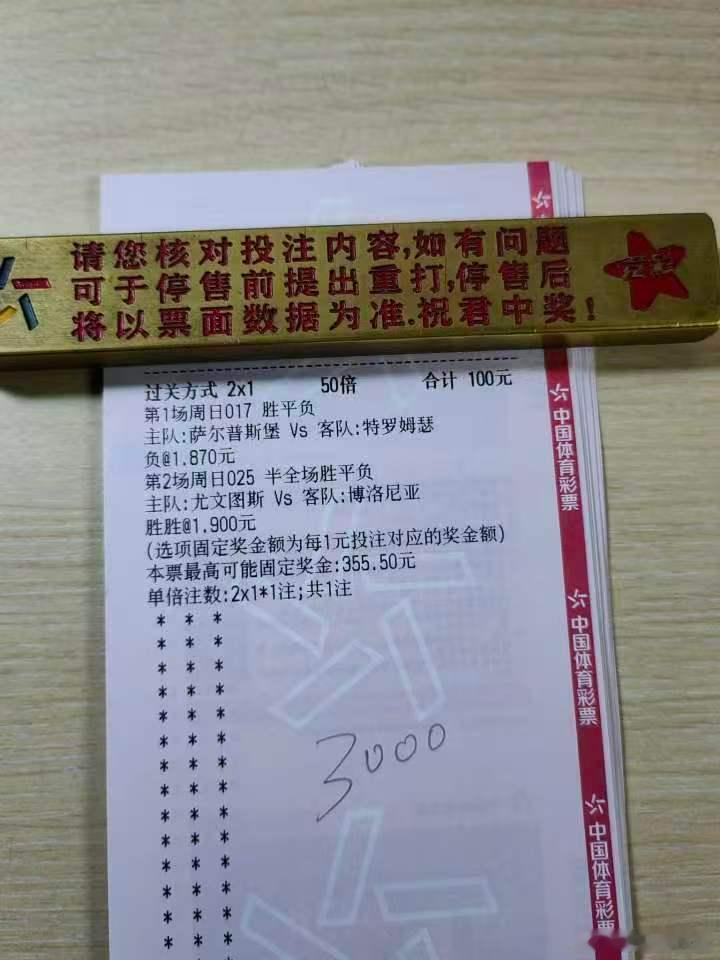 请您核对投注内容,如有问题
可于停售前提出重打,停售后
将以票面数据为准.祝君中奖!
过关方式 2x1 50倍 合计 100元
第1场周日017 胜平负
主队:萨尔普斯堡 Vs 客队:特罗姆瑟
负@1.870元
第2场周日025 半全场胜平负
主队:尤文图斯 Vs 客队:博洛尼亚
胜胜@1.900元
(选项固定奖金额为每1元投注对应的奖金额)
本票最高可能固定奖金:355.50元
单倍注数:2x1*1注;共1注
* * *
* * *
* * *
* * *
* * *
* * *
* * *
* * *
* * *
* * *
* * *
* * *
* * *
* * *
3000
中国体育彩票
中国体育彩票
中国体育彩票